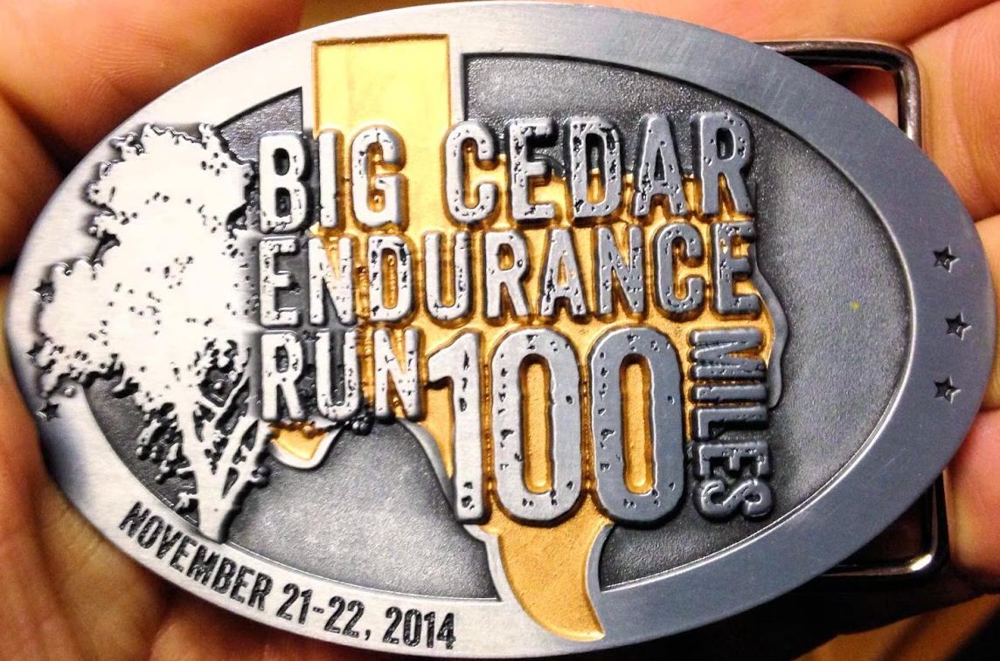 BIG CEDAR
ENDURANCE
RUN 100 MILES
NOVEMBER 21-22, 2014